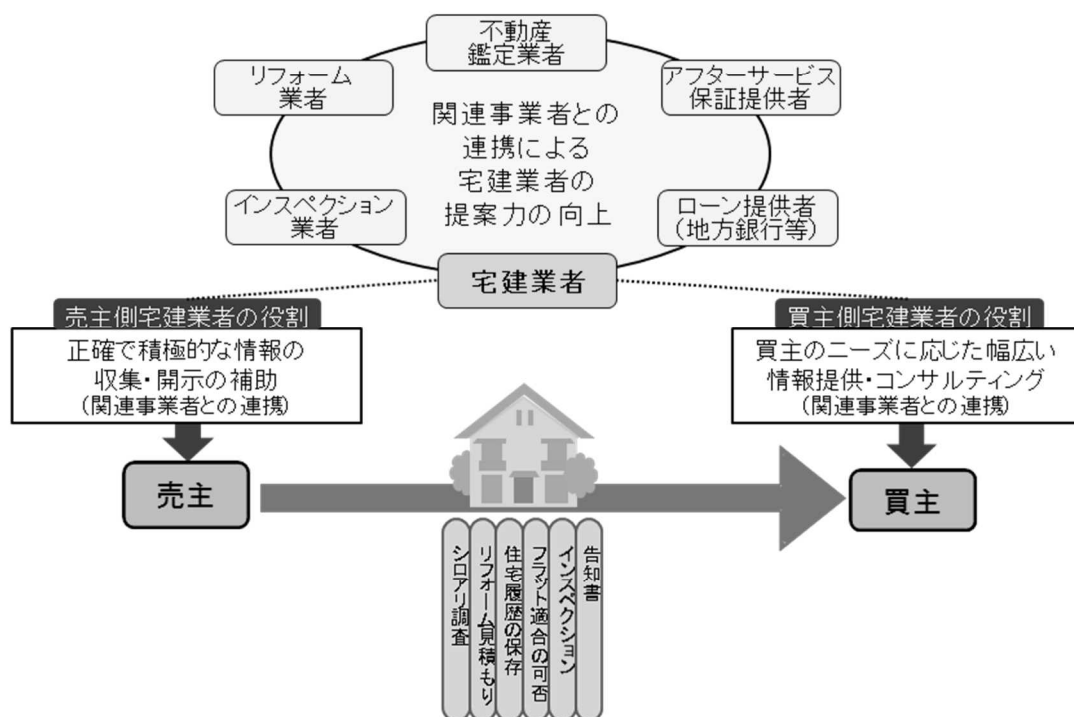 不動産
鑑定業者
リフォーム
業者
アフターサービス
保証提供者
関連事業者との
連携による
宅建業者の
提案力の向上
インスペクション
業者
ローン提供者
(地方銀行等)
宅建業者
売主側宅建業者の役割
正確で積極的な情報の
収集・開示の補助
(関連事業者との連携)
買主側宅建業者の役割
買主のニーズに応じた幅広い
情報提供・コンサルティング
(関連事業者との連携)
売主
買主
シロアリ調査
リフォーム見積もり
住宅履歴の保存
フラット適合の可否
インスペクション
告知書